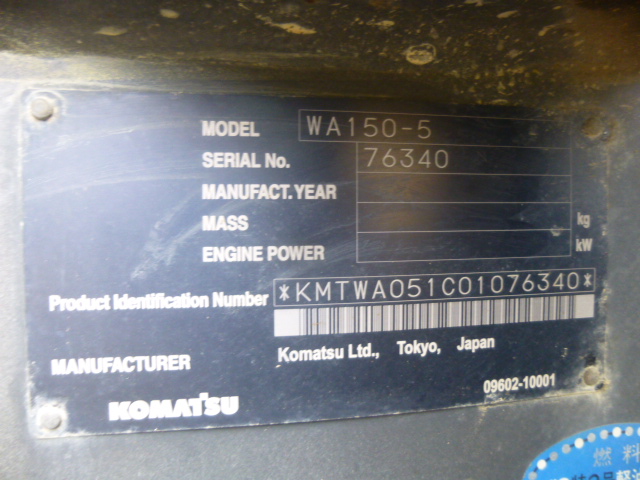 MODEL WA150-5
SERIAL No. 76340
MANUFACT. YEAR
MASS kg
ENGINE POWER kW
Product Identification Number *KMTWA051C01076340*
MANUFACTURER Komatsu Ltd., Tokyo, Japan
09602-10001
KOMATSU
燃料